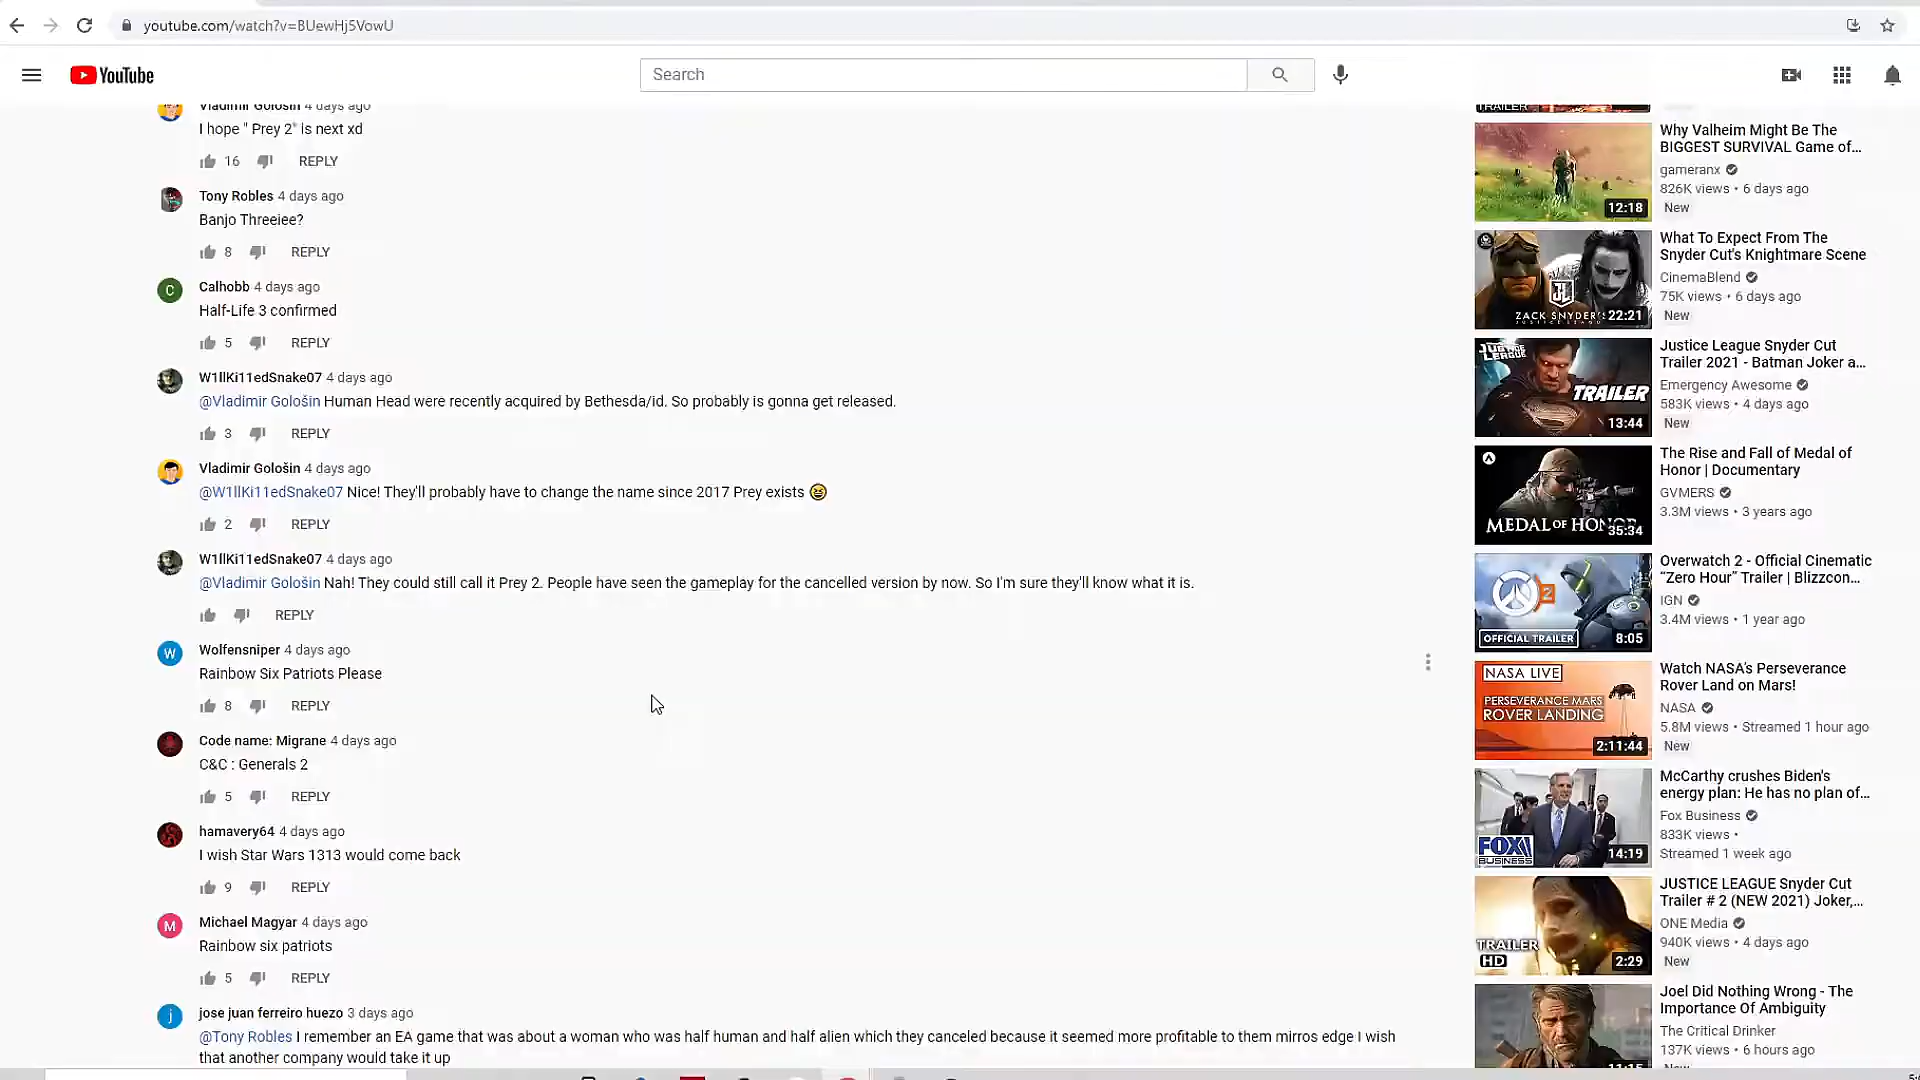 youtube.com/watch?v=BUewHj5VowU
YouTube
Search
Vladimir Gološin 4 days ago
I hope " Prey 2" is next xd
16 REPLY
Tony Robles 4 days ago
Banjo Threeiee?
8 REPLY
C
Calhobb 4 days ago
Half-Life 3 confirmed
5 REPLY
W1llKi11edSnake07 4 days ago
@Vladimir Gološin Human Head were recently acquired by Bethesda/id. So probably is gonna get released.
3 REPLY
Vladimir Gološin 4 days ago
@W1llKi11edSnake07 Nice! They'll probably have to change the name since 2017 Prey exists 😆
2 REPLY
W1llKi11edSnake07 4 days ago
@Vladimir Gološin Nah! They could still call it Prey 2. People have seen the gameplay for the cancelled version by now. So I'm sure they'll know what it is.
REPLY
W
Wolfensniper 4 days ago
Rainbow Six Patriots Please
8 REPLY
Code name: Migrane 4 days ago
C&C : Generals 2
5 REPLY
hamavery64 4 days ago
I wish Star Wars 1313 would come back
9 REPLY
M
Michael Magyar 4 days ago
Rainbow six patriots
5 REPLY
j
jose juan ferreiro huezo 3 days ago
@Tony Robles I remember an EA game that was about a woman who was half human and half alien which they canceled because it seemed more profitable to them mirros edge I wish
that another company would take it up
TRAILER
12:18
Why Valheim Might Be The
BIGGEST SURVIVAL Game of...
gameranx
826K views • 6 days ago
New
ZACK SNYDER'S
JUSTICE LEAGUE
22:21
What To Expect From The
Snyder Cut's Knightmare Scene
CinemaBlend
75K views • 6 days ago
New
JUSTICE
LEAGUE
TRAILER
13:44
Justice League Snyder Cut
Trailer 2021 - Batman Joker a...
Emergency Awesome
583K views • 4 days ago
New
MEDAL OF HONOR
35:34
The Rise and Fall of Medal of
Honor | Documentary
GVMERS
3.3M views • 3 years ago
2
OFFICIAL TRAILER
8:05
Overwatch 2 - Official Cinematic
“Zero Hour” Trailer | Blizzcon...
IGN
3.4M views • 1 year ago
NASA LIVE
PERSEVERANCE MARS
ROVER LANDING
2:11:44
Watch NASA's Perseverance
Rover Land on Mars!
NASA
5.8M views • Streamed 1 hour ago
New
FOX
BUSINESS
14:19
McCarthy crushes Biden's
energy plan: He has no plan of...
Fox Business
833K views •
Streamed 1 week ago
TRAILER
HD
2:29
JUSTICE LEAGUE Snyder Cut
Trailer # 2 (NEW 2021) Joker,...
ONE Media
940K views • 4 days ago
New
11:15
Joel Did Nothing Wrong - The
Importance Of Ambiguity
The Critical Drinker
137K views • 6 hours ago
New